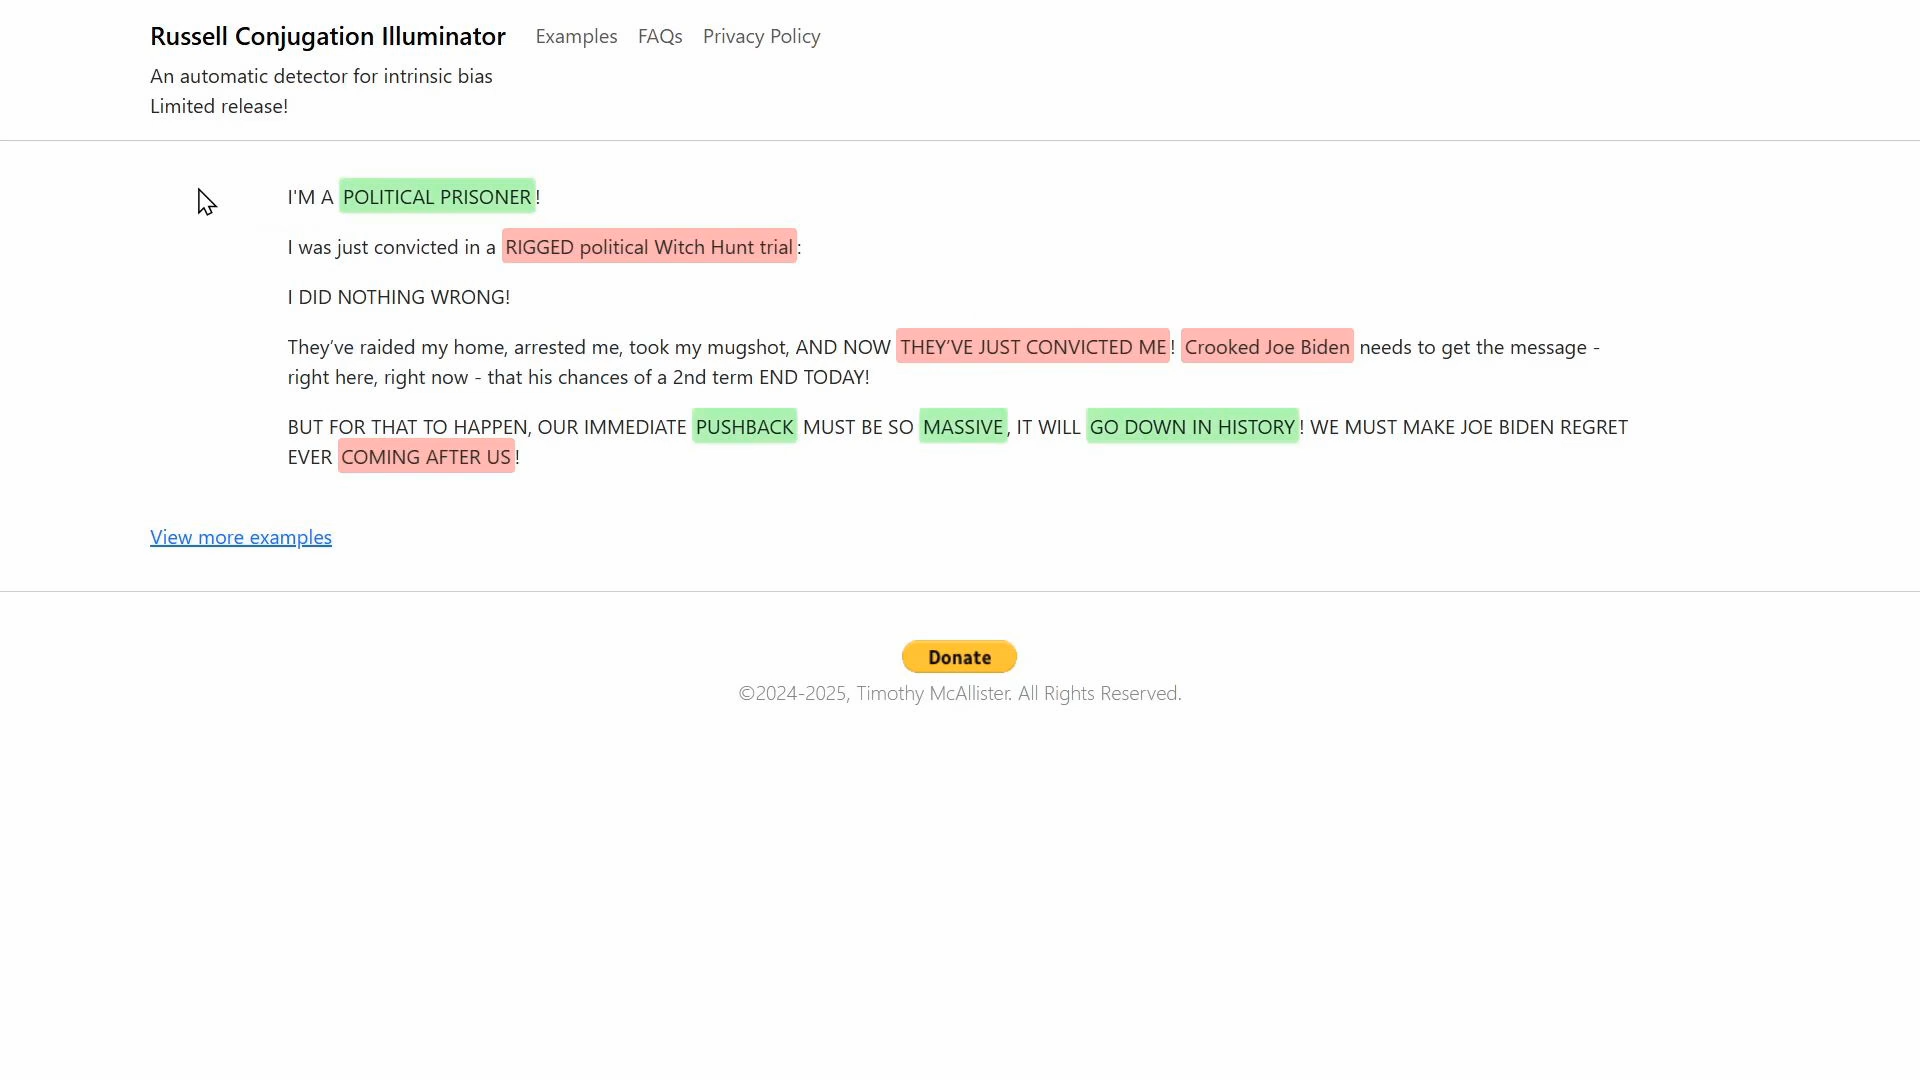 Russell Conjugation Illuminator Examples FAQs Privacy Policy
An automatic detector for intrinsic bias
Limited release!
I'M A POLITICAL PRISONER!
I was just convicted in a RIGGED political Witch Hunt trial:
I DID NOTHING WRONG!
They’ve raided my home, arrested me, took my mugshot, AND NOW THEY’VE JUST CONVICTED ME! Crooked Joe Biden needs to get the message -
right here, right now - that his chances of a 2nd term END TODAY!
BUT FOR THAT TO HAPPEN, OUR IMMEDIATE PUSHBACK MUST BE SO MASSIVE, IT WILL GO DOWN IN HISTORY! WE MUST MAKE JOE BIDEN REGRET
EVER COMING AFTER US!
View more examples
Donate
©2024-2025, Timothy McAllister. All Rights Reserved.